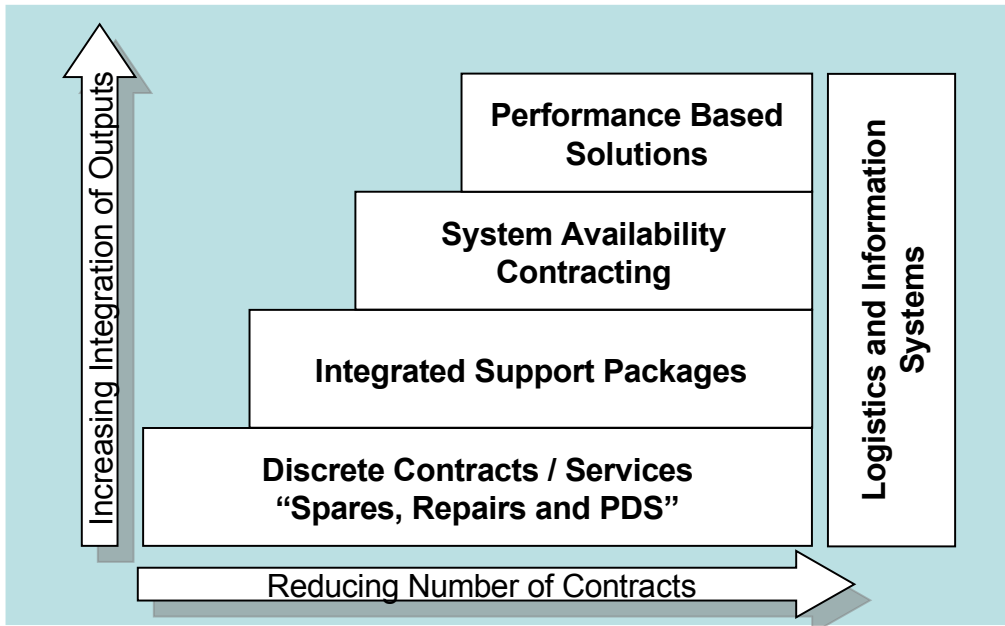 Increasing Integration of Outputs
Performance Based
Solutions
System Availability
Contracting
Integrated Support Packages
Discrete Contracts / Services
“Spares, Repairs and PDS”
Logistics and Information
Systems
Reducing Number of Contracts